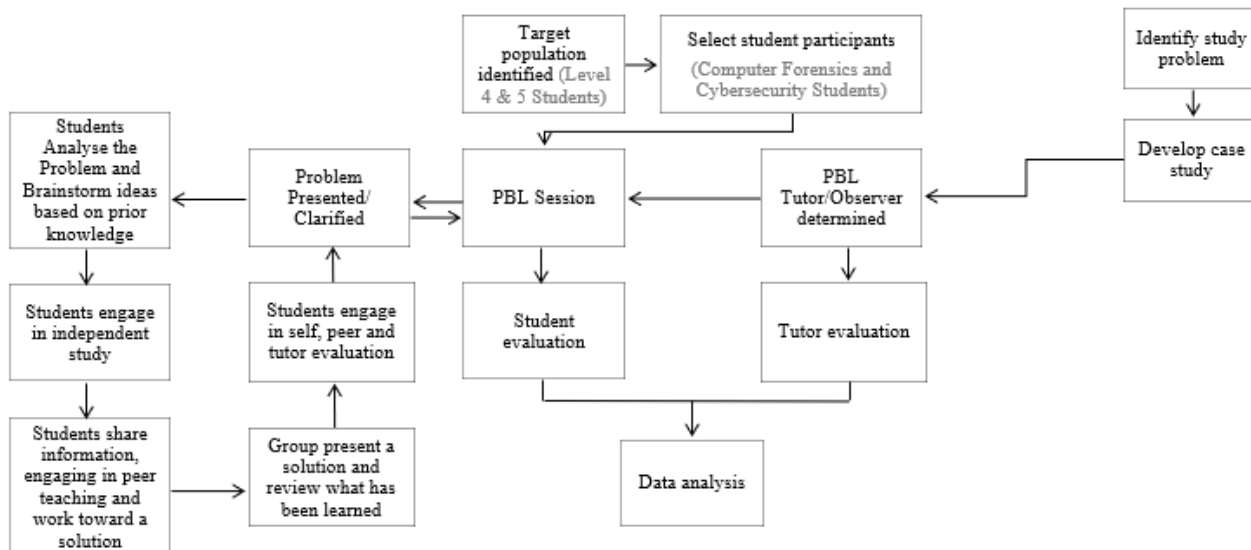 Target
population
identified (Level
4 & 5 Students)
Select student participants
(Computer Forensics and
Cybersecurity Students)
Identify study
problem
Students
Analyse the
Problem and
Brainstorm ideas
based on prior
knowledge
Problem
Presented/
Clarified
PBL Session
PBL
Tutor/Observer
determined
Develop case
study
Students engage
in independent
study
Students engage
in self, peer and
tutor evaluation
Student
evaluation
Tutor evaluation
Students share
information,
engaging in peer
teaching and
work toward a
solution
Group present a
solution and
review what has
been learned
Data analysis